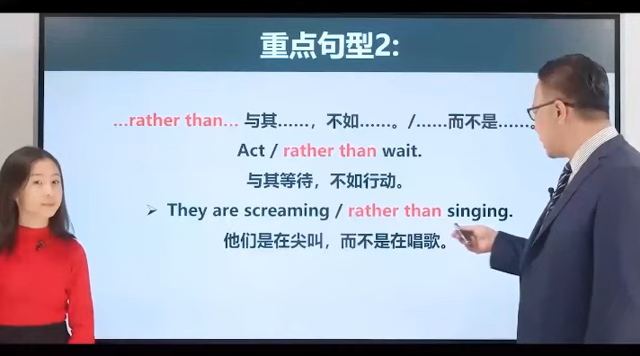 重点句型2:
...rather than... 与其……，不如……。/……而不是……。
Act / rather than wait.
与其等待，不如行动。
➢ They are screaming / rather than singing.
他们是在尖叫，而不是在唱歌。